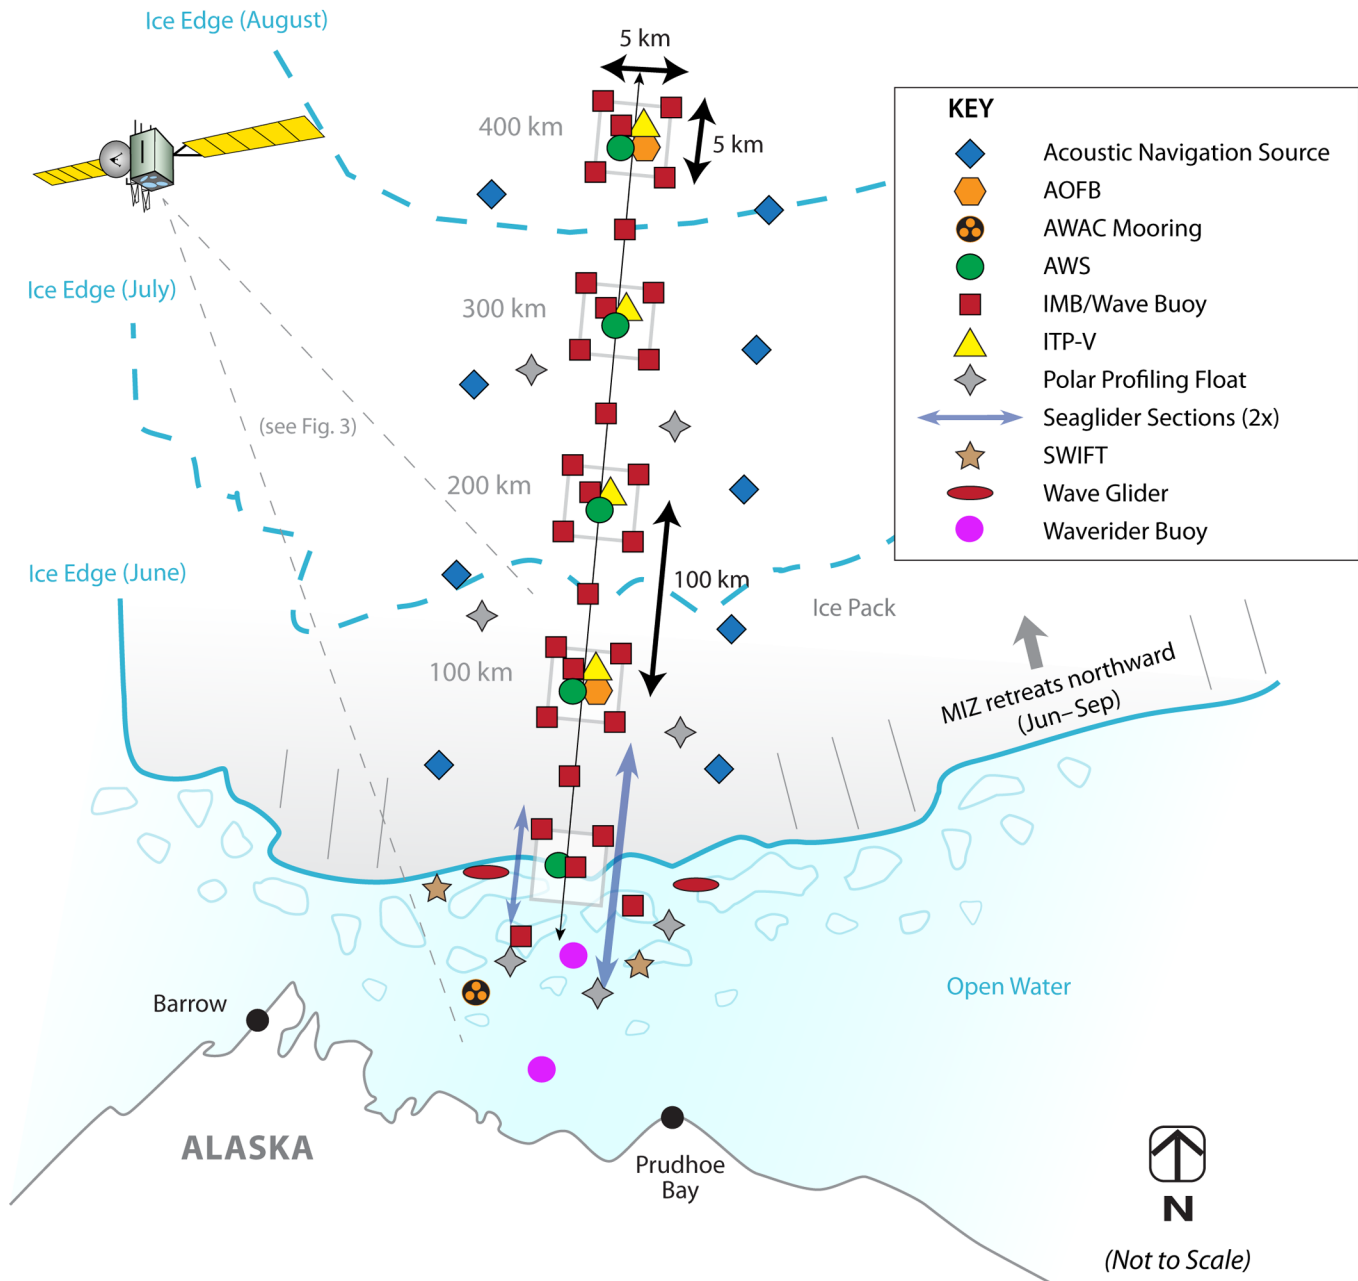 Ice Edge (August)
5 km
400 km
5 km
KEY
Acoustic Navigation Source
AOFB
AWAC Mooring
AWS
IMB/Wave Buoy
ITP-V
Polar Profiling Float
Seaglider Sections (2x)
SWIFT
Wave Glider
Waverider Buoy
Ice Edge (July)
300 km
(see Fig. 3)
200 km
Ice Edge (June)
100 km
Ice Pack
100 km
MIZ retreats northward
(Jun–Sep)
Open Water
Barrow
ALASKA
Prudhoe
Bay
N
(Not to Scale)